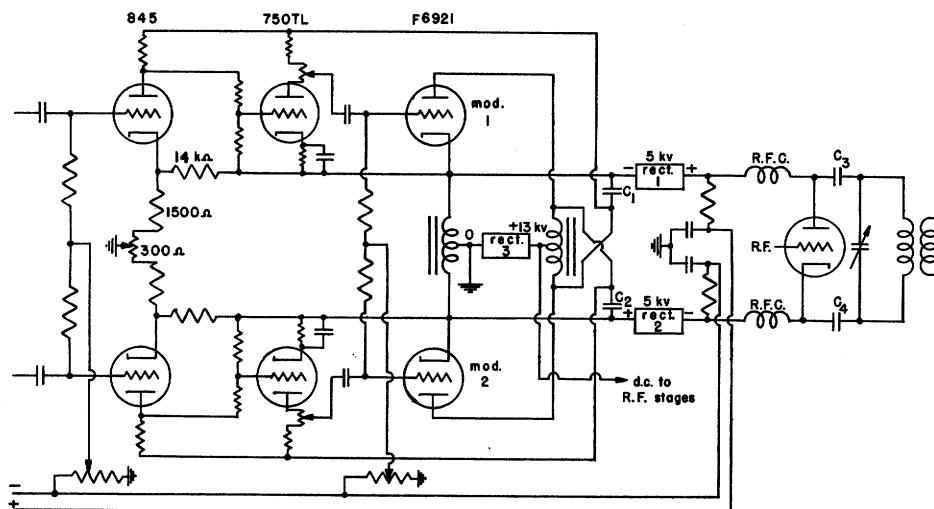 845 750TL F6921
mod.
1
14 kΩ
1500 Ω
300 Ω
0
rect.
3
+13 kv
5 kv
- rect. +
1
C1
R.F.C.
C3
R.F.
C2
5 kv
+ rect. -
2
R.F.C.
C4
mod.
2
d.c. to
R.F. stages
-
+